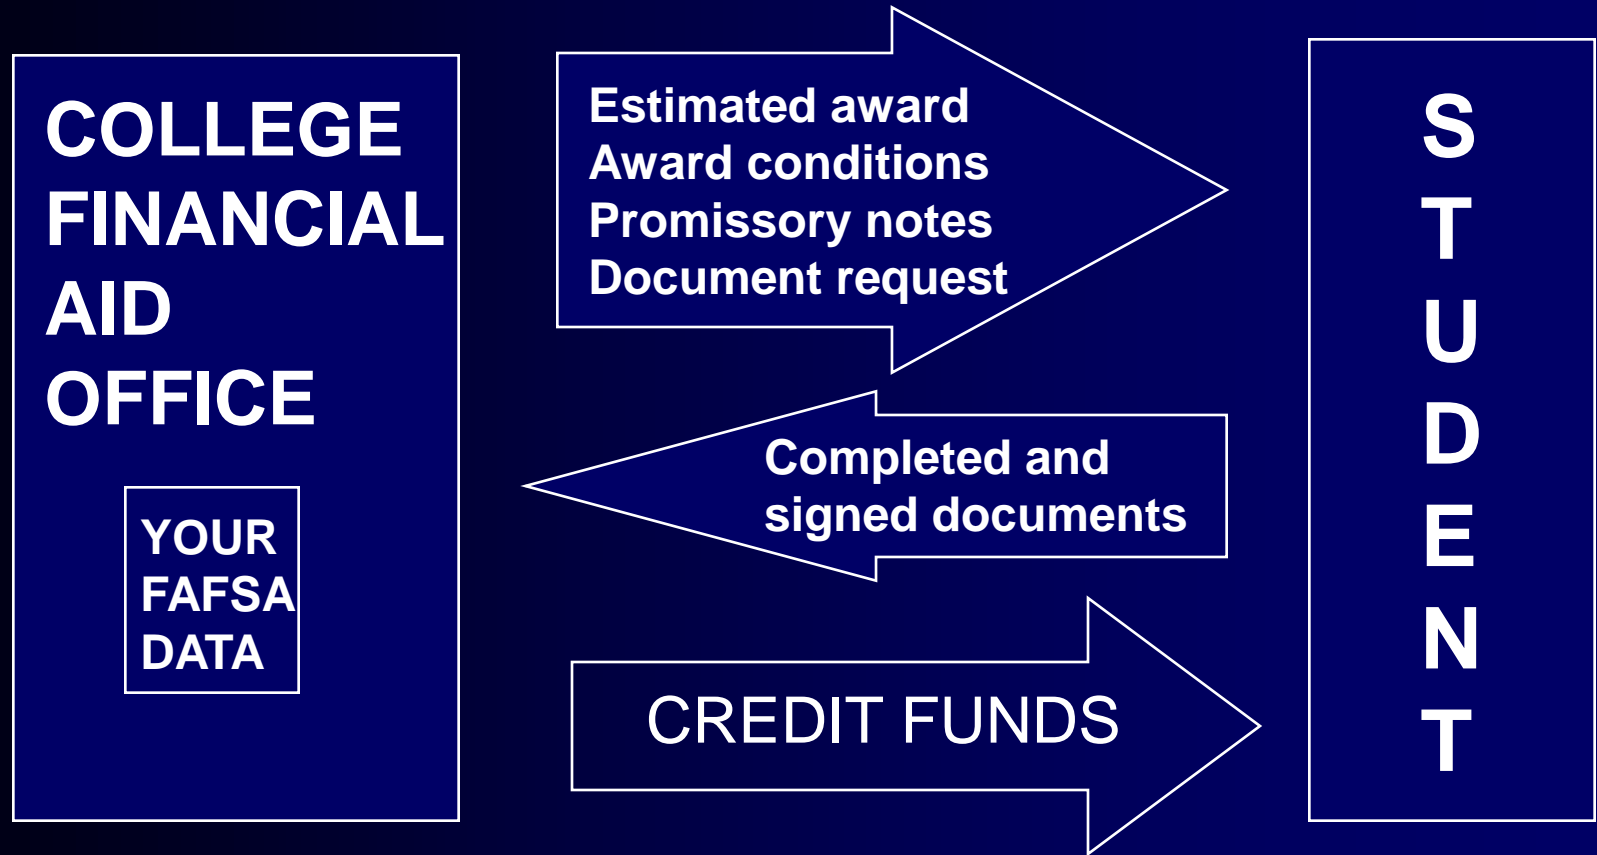 COLLEGE
FINANCIAL
AID
OFFICE
YOUR
FAFSA
DATA
Estimated award
Award conditions
Promissory notes
Document request
Completed and
signed documents
CREDIT FUNDS
S
T
U
D
E
N
T